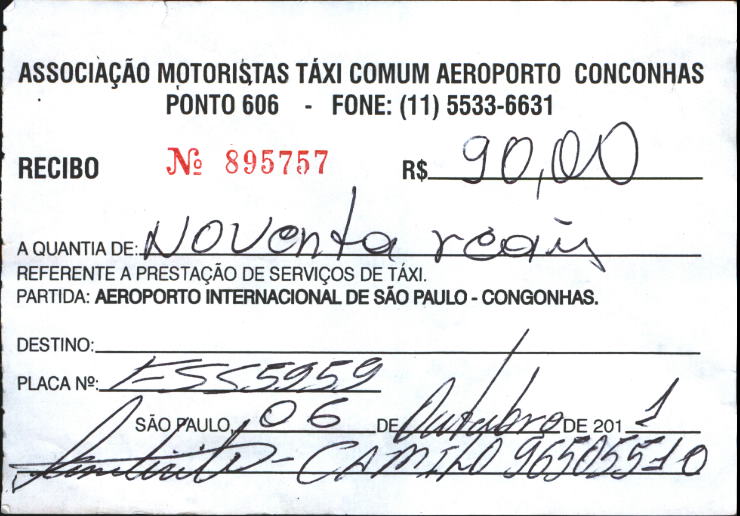 ASSOCIAÇÃO MOTORISTAS TÁXI COMUM AEROPORTO CONCONHAS
PONTO 606 - FONE: (11) 5533-6631
RECIBO Nº 895757 R$ 90,00
A QUANTIA DE: Noventa reais
REFERENTE A PRESTAÇÃO DE SERVIÇOS DE TÁXI.
PARTIDA: AEROPORTO INTERNACIONAL DE SÃO PAULO - CONGONHAS.
DESTINO:
PLACA Nº: ESS5959
SÃO PAULO, 06 DE Outubro DE 2011
- CAMILO 96505510